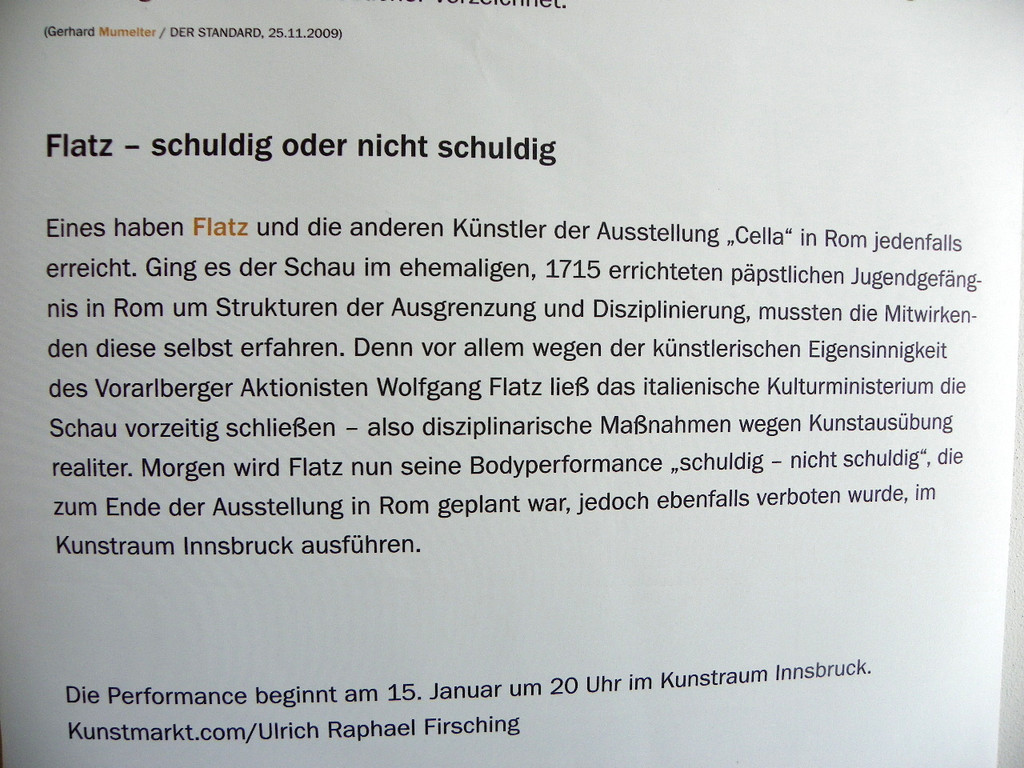 verzeichnet.
(Gerhard Mumelter / DER STANDARD, 25.11.2009)
Flatz – schuldig oder nicht schuldig
Eines haben Flatz und die anderen Künstler der Ausstellung „Cella“ in Rom jedenfalls
erreicht. Ging es der Schau im ehemaligen, 1715 errichteten päpstlichen Jugendgefäng-
nis in Rom um Strukturen der Ausgrenzung und Disziplinierung, mussten die Mitwirken-
den diese selbst erfahren. Denn vor allem wegen der künstlerischen Eigensinnigkeit
des Vorarlberger Aktionisten Wolfgang Flatz ließ das italienische Kulturministerium die
Schau vorzeitig schließen – also disziplinarische Maßnahmen wegen Kunstausübung
realiter. Morgen wird Flatz nun seine Bodyperformance „schuldig – nicht schuldig“, die
zum Ende der Ausstellung in Rom geplant war, jedoch ebenfalls verboten wurde, im
Kunstraum Innsbruck ausführen.
Die Performance beginnt am 15. Januar um 20 Uhr im Kunstraum Innsbruck.
Kunstmarkt.com/Ulrich Raphael Firsching